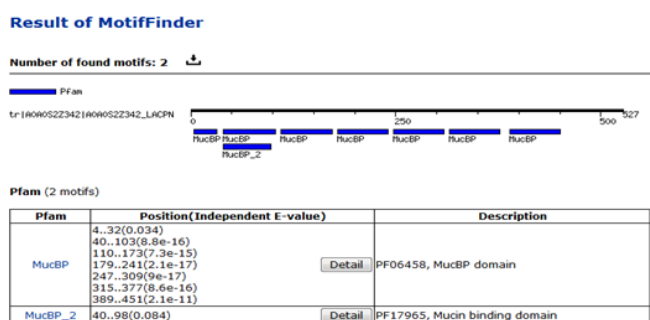 Result of MotifFinder
Number of found motifs: 2
Pfam
tr|A0A0S2Z342|A0A0S2Z342_LACPN
527
0 250 500
MucBP MucBP MucBP MucBP MucBP MucBP MucBP
MucBP_2
Pfam (2 motifs)
Pfam Position(Independent E-value) Description
4..32(0.034)
40..103(8.8e-16)
110..173(7.3e-15)
MucBP 179..241(2.1e-17) Detail PF06458, MucBP domain
247..309(9e-17)
315..377(8.6e-16)
389..451(2.1e-11)
MucBP_2 40..98(0.084) Detail PF17965, Mucin binding domain